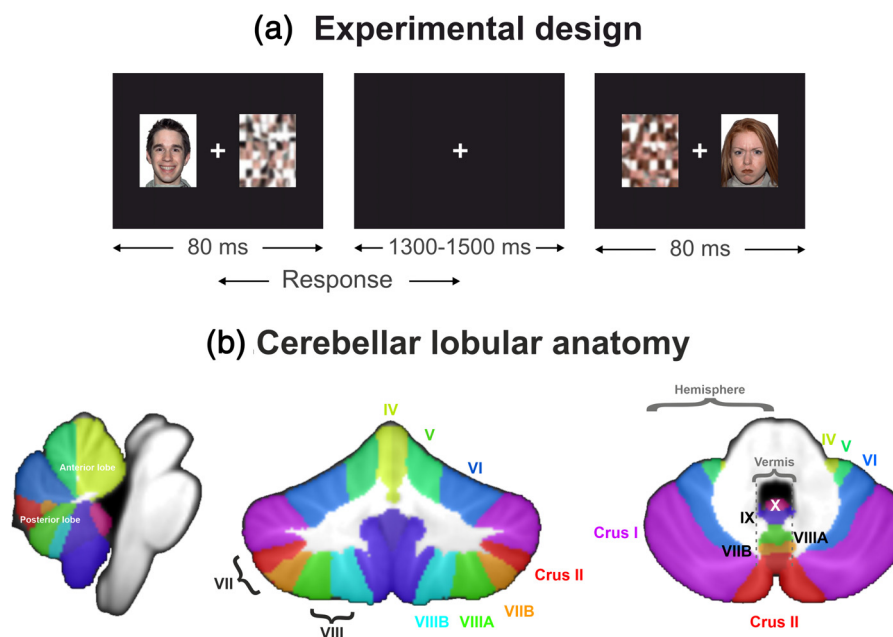 (a) Experimental design
+
+
+
80 ms
1300-1500 ms
80 ms
Response
(b) Cerebellar lobular anatomy
Anterior lobe
Posterior lobe
IV
V
VI
VII
VIII
VIIIB
VIIIA
VIIB
Crus II
Hemisphere
IV
V
VI
Vermis
X
IX
Crus I
VIIIA
VIIB
Crus II